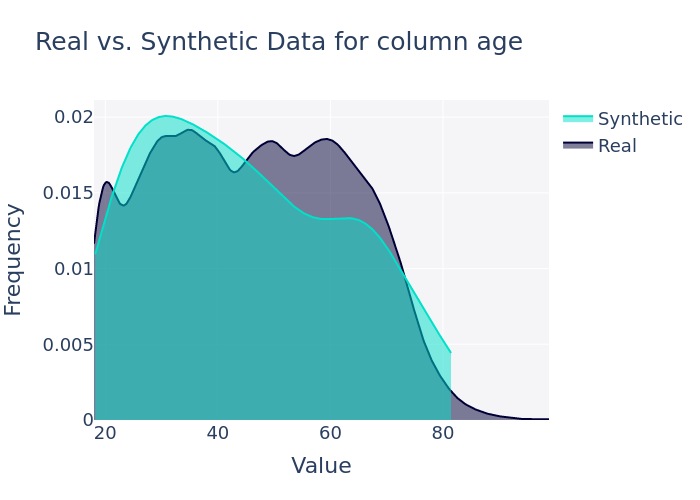 Real vs. Synthetic Data for column age
Synthetic
Real
0.02
0.015
0.01
0.005
0
20 40 60 80
Value
Frequency